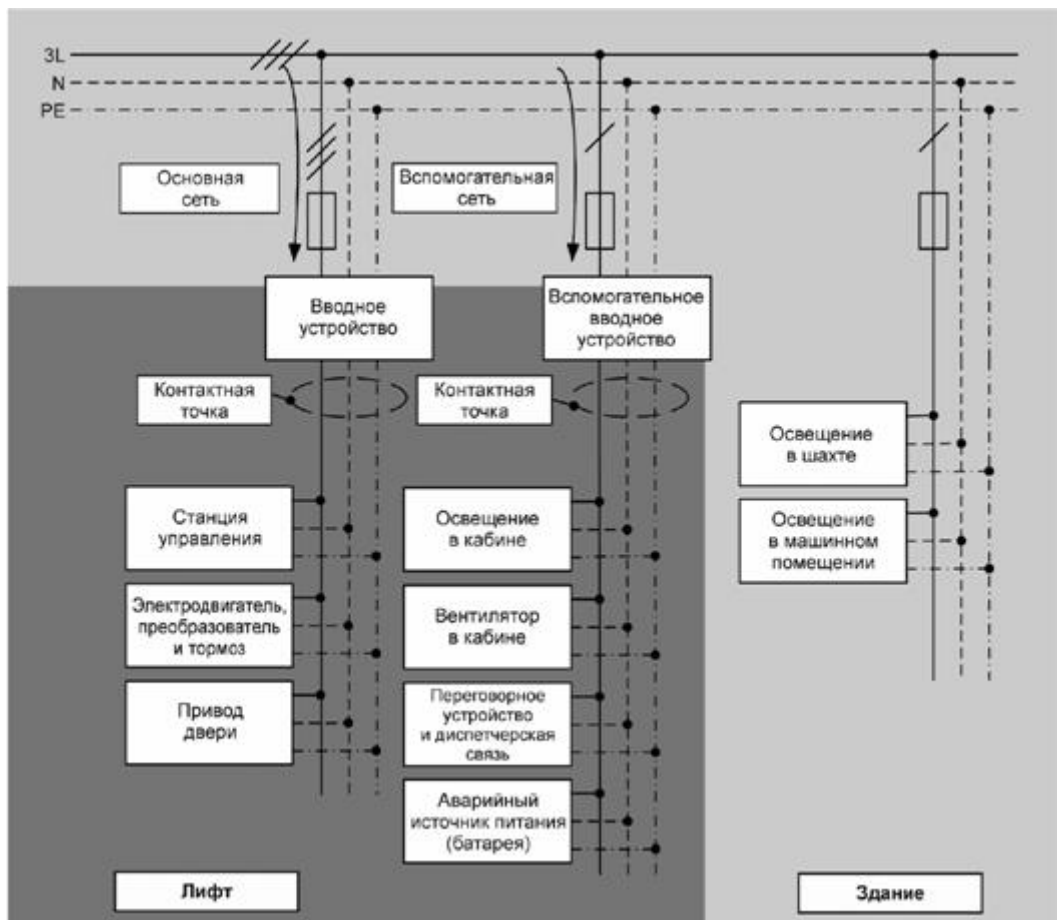 3L
N
PE
Основная
сеть
Вспомогательная
сеть
Вводное
устройство
Вспомогательное
вводное
устройство
Контактная
точка
Контактная
точка
Станция
управления
Электродвигатель,
преобразователь
и тормоз
Привод
двери
Освещение
в кабине
Вентилятор
в кабине
Переговорное
устройство
и диспетчерская
связь
Аварийный
источник питания
(батарея)
Освещение
в шахте
Освещение
в машинном
помещении
Лифт
Здание